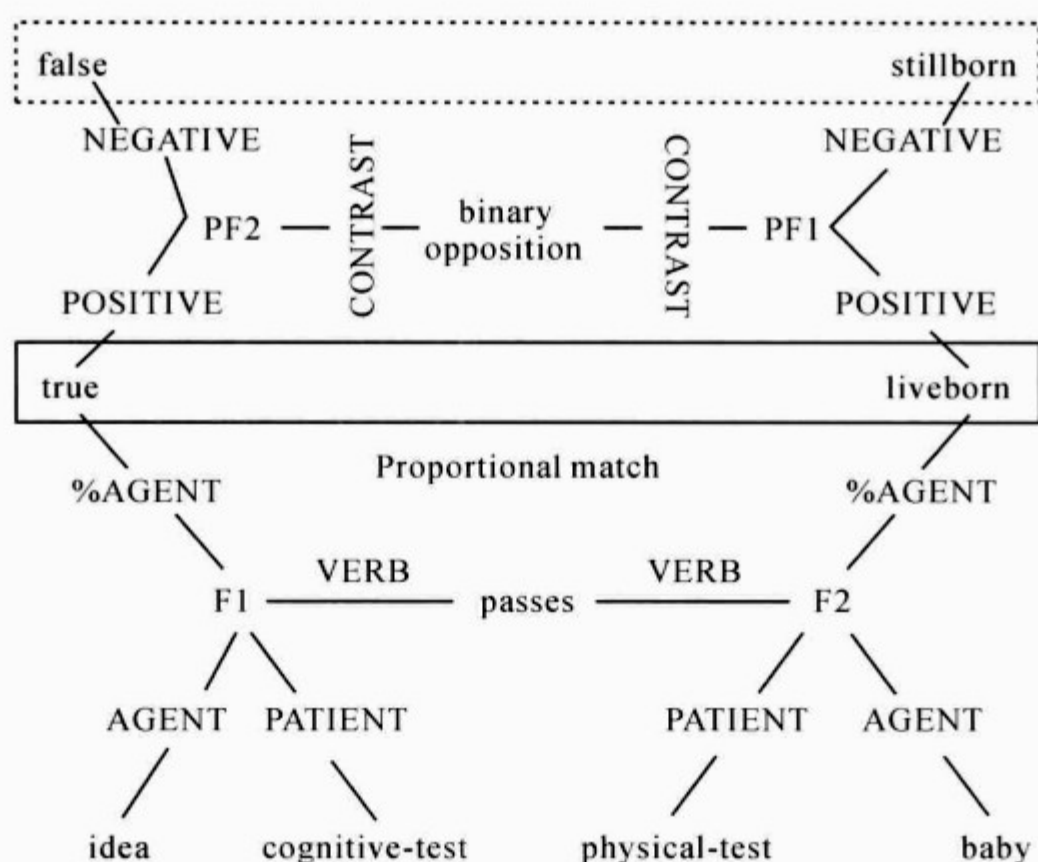 false stillborn
NEGATIVE NEGATIVE
CONTRAST CONTRAST
PF2 binary PF1
opposition
POSITIVE POSITIVE
true liveborn
Proportional match
%AGENT %AGENT
VERB VERB
F1 passes F2
AGENT PATIENT PATIENT AGENT
idea cognitive-test physical-test baby